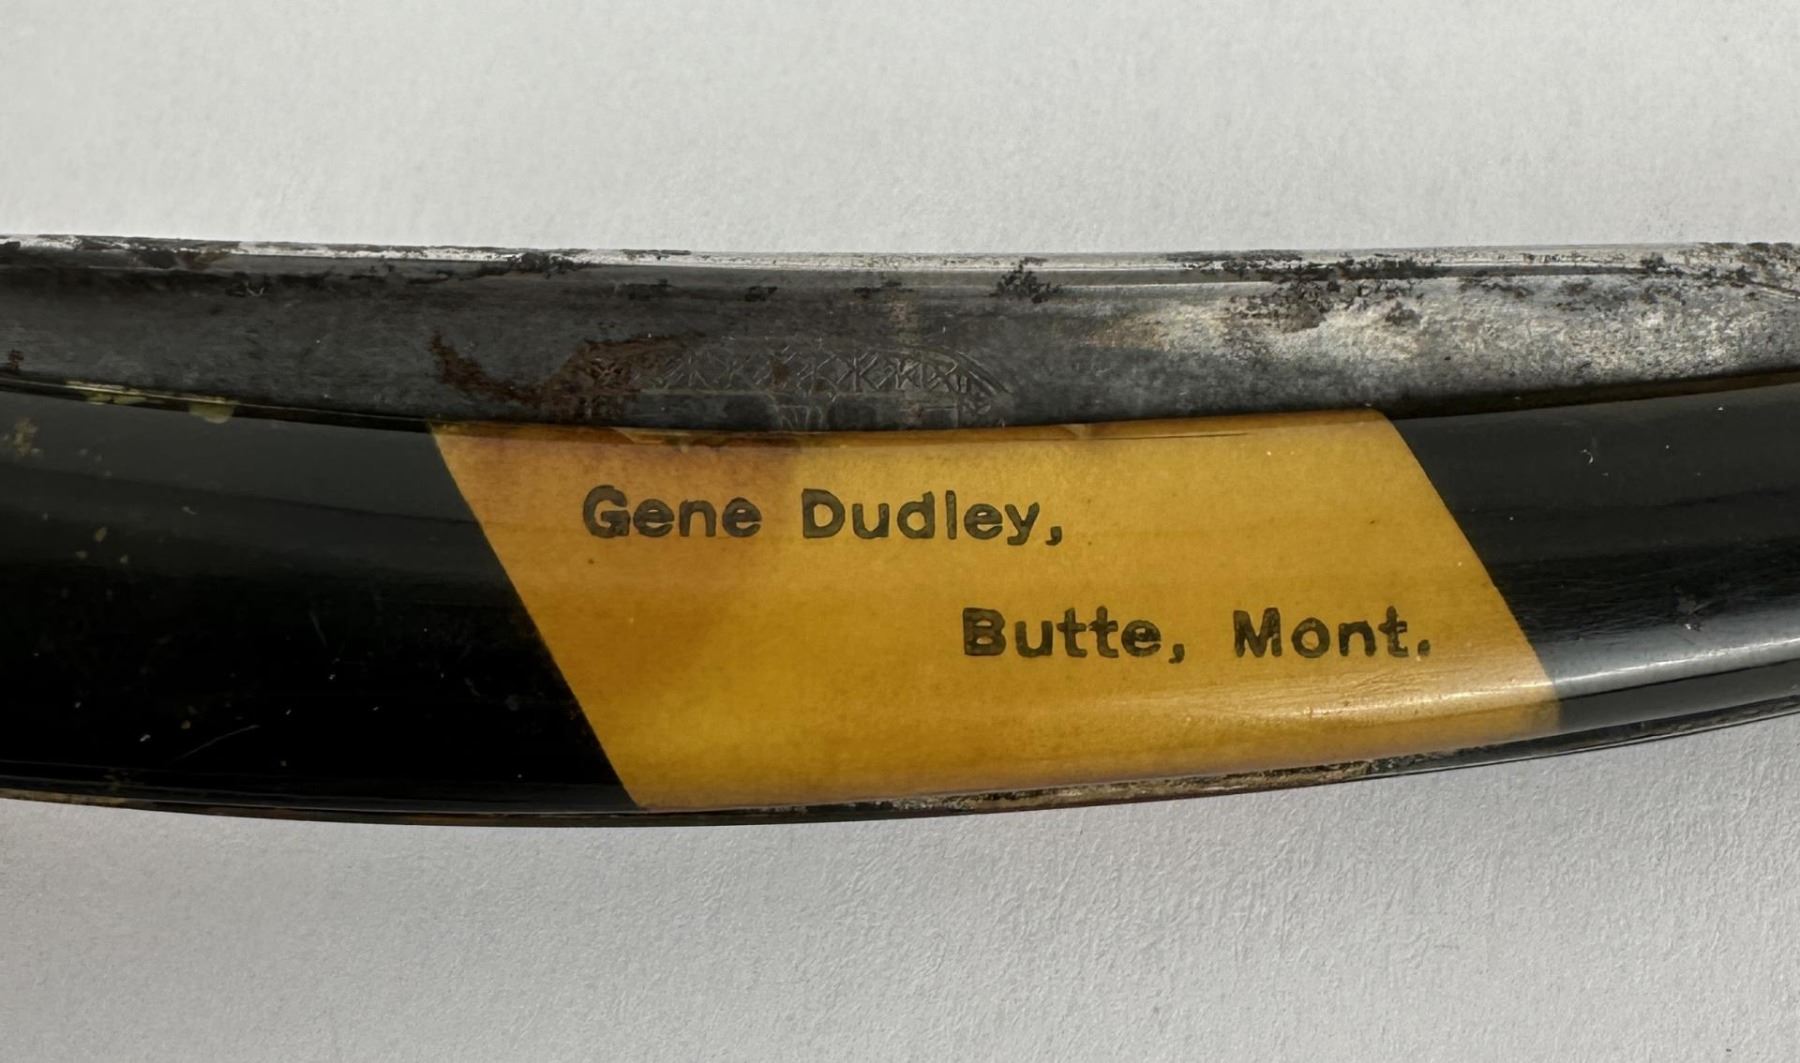 Gene Dudley,
Butte, Mont.